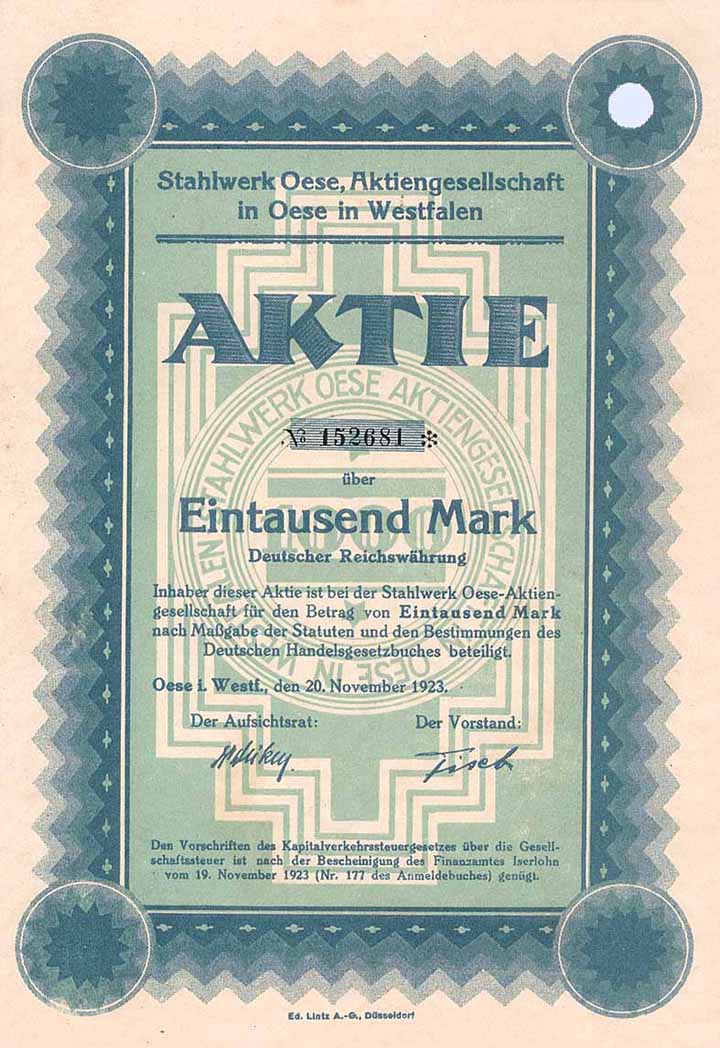 Stahlwerk Oese, Aktiengesellschaft
in Oese in Westfalen
AKTIE
STAHLWERK OESE AKTIENGESELLSCHAFT
OESE IN WESTFALEN
№ 152681 ✻
über
1000
Eintausend Mark
Deutscher Reichswährung
Inhaber dieser Aktie ist bei der Stahlwerk Oese-Aktien-
gesellschaft für den Betrag von Eintausend Mark
nach Maßgabe der Statuten und den Bestimmungen des
Deutschen Handelsgesetzbuches beteiligt.
Oese i. Westf., den 20. November 1923.
Der Aufsichtsrat: Der Vorstand:
Den Vorschriften des Kapitalverkehrssteuergesetzes über die Gesell-
schaftssteuer ist nach der Bescheinigung des Finanzamtes Iserlohn
vom 19. November 1923 (Nr. 177 des Anmeldebuches) genügt.
Ed. Lintz A.-G., Düsseldorf